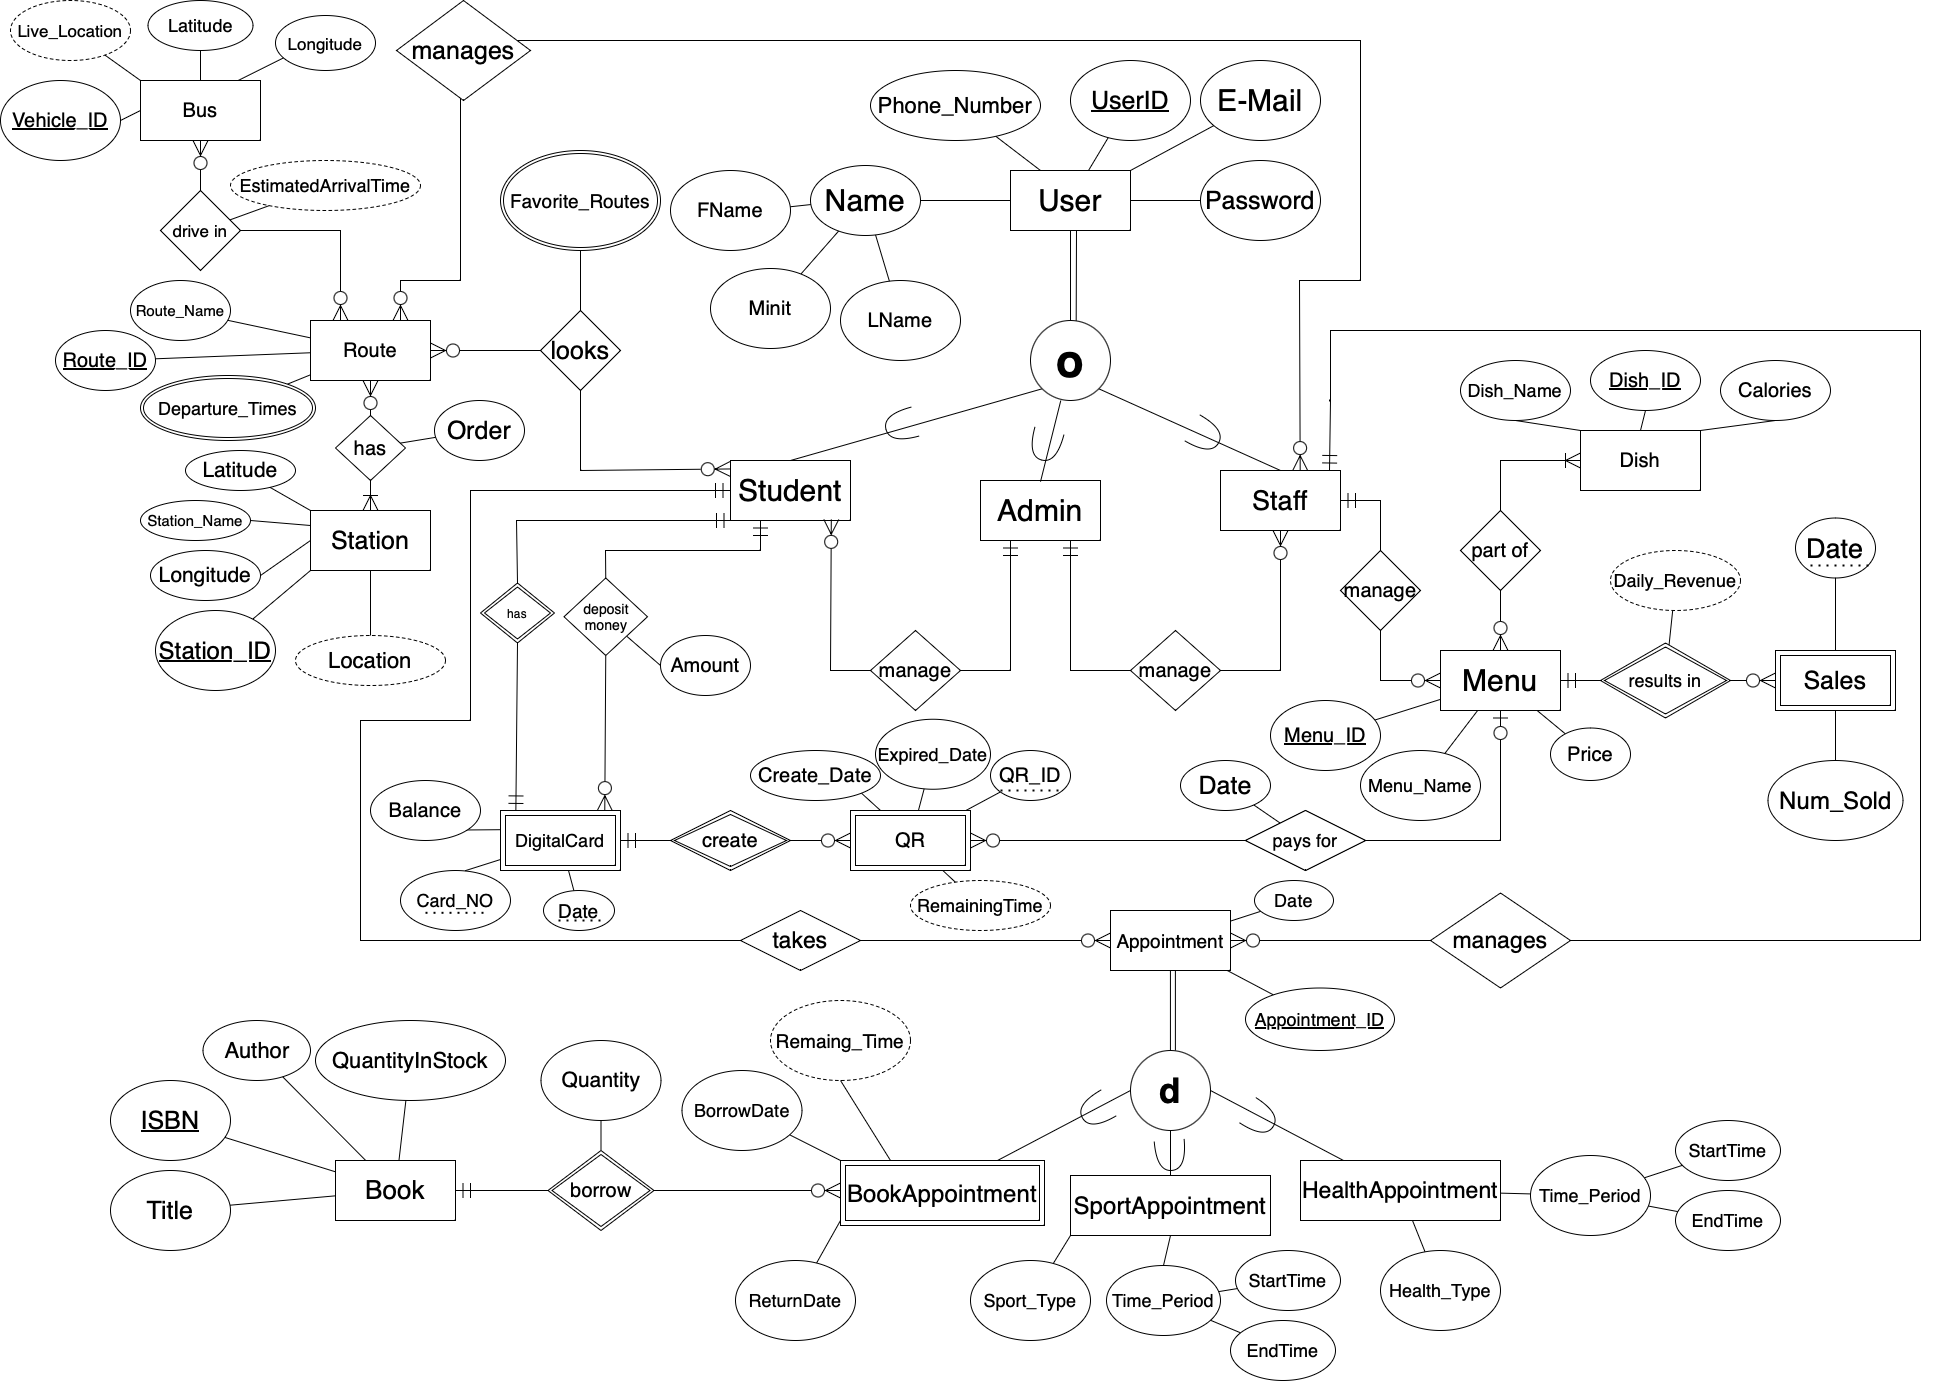 Live_Location
Latitude
Longitude
Vehicle_ID
Bus
manages
EstimatedArrivalTime
drive in
Favorite_Routes
Phone_Number
UserID
E-Mail
FName
Name
User
Password
Minit
LName
Route_Name
Route_ID
Route
Departure_Times
looks
o
has
Order
Latitude
Station_Name
Station
Longitude
Station_ID
Location
Student
Admin
Staff
Dish_Name
Dish_ID
Calories
Dish
part of
manage
Daily_Revenue
Date
has
deposit
money
Amount
manage
manage
Menu
results in
Sales
Menu_ID
Menu_Name
Price
Num_Sold
Balance
DigitalCard
Card_NO
Date
create
Create_Date
Expired_Date
QR_ID
QR
RemainingTime
Date
pays for
takes
Appointment
Date
manages
Appointment_ID
d
Author
QuantityInStock
ISBN
Title
Book
Quantity
borrow
Remaing_Time
BorrowDate
BookAppointment
ReturnDate
SportAppointment
Sport_Type
Time_Period
StartTime
EndTime
HealthAppointment
Time_Period
StartTime
EndTime
Health_Type